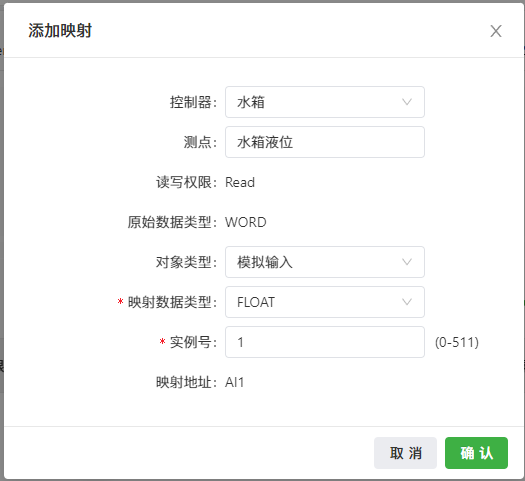 添加映射
控制器: 水箱
测点: 水箱液位
读写权限: Read
原始数据类型: WORD
对象类型: 模拟输入
* 映射数据类型: FLOAT
* 实例号: 1 (0-511)
映射地址: AI1
取 消 确 认